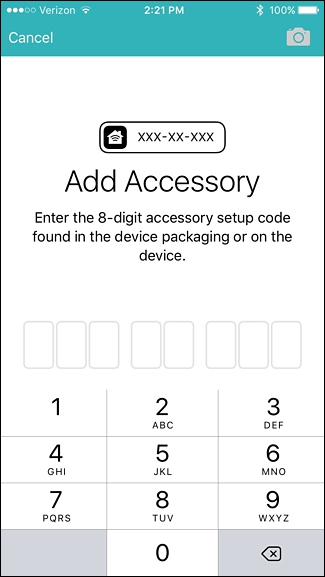 Verizon 2:21 PM 100%
Cancel
XXX-XX-XXX
Add Accessory
Enter the 8-digit accessory setup code
found in the device packaging or on the
device.
1 2 3
ABC DEF
4 5 6
GHI JKL MNO
7 8 9
PQRS TUV WXYZ
0